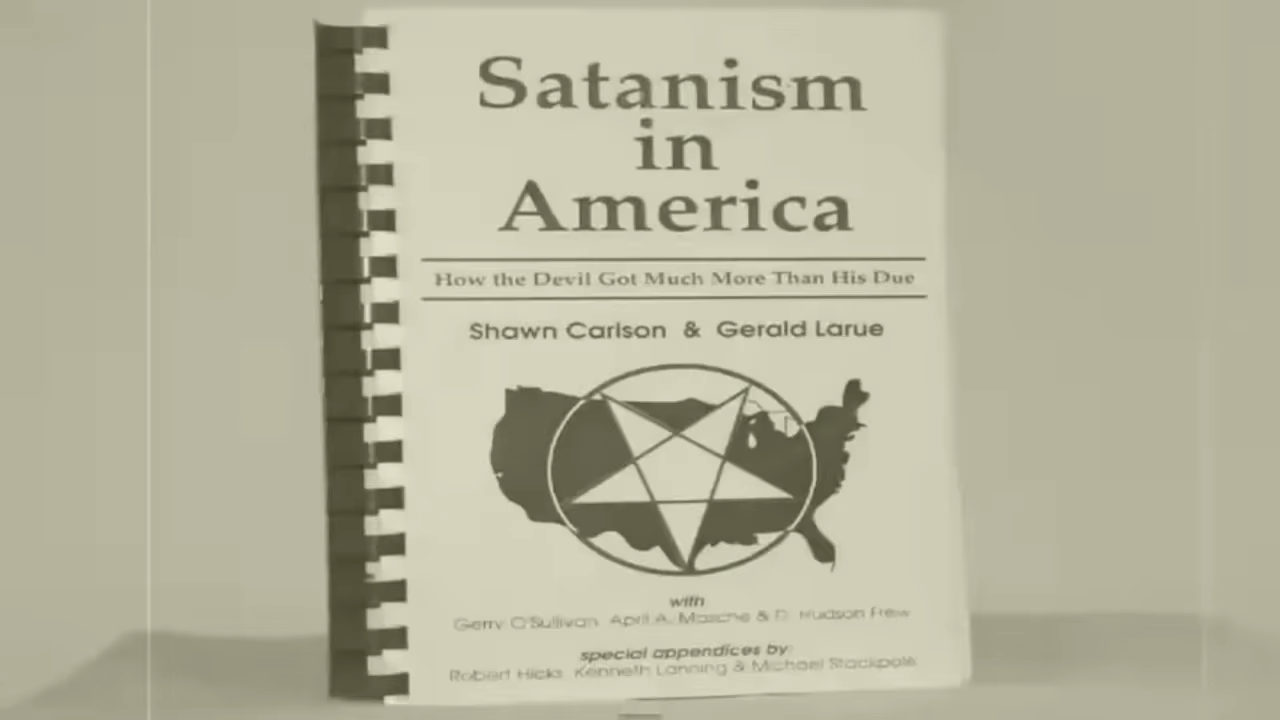 Satanism
in
America
How the Devil Got Much More Than His Due
Shawn Carlson & Gerald Larue
with
Gerry O'Sullivan, April A. Masche & D. Hudson Frew
special appendices by:
Robert Hicks, Kenneth Lanning & Michael Stackpole